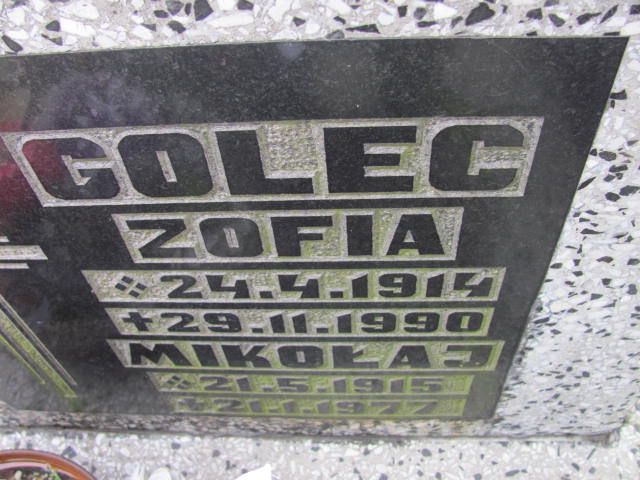 GOLEC
ZOFIA
※24.4.1914
✝29.11.1990
MIKOŁAJ
※21.5.1915
✝21.1.1977